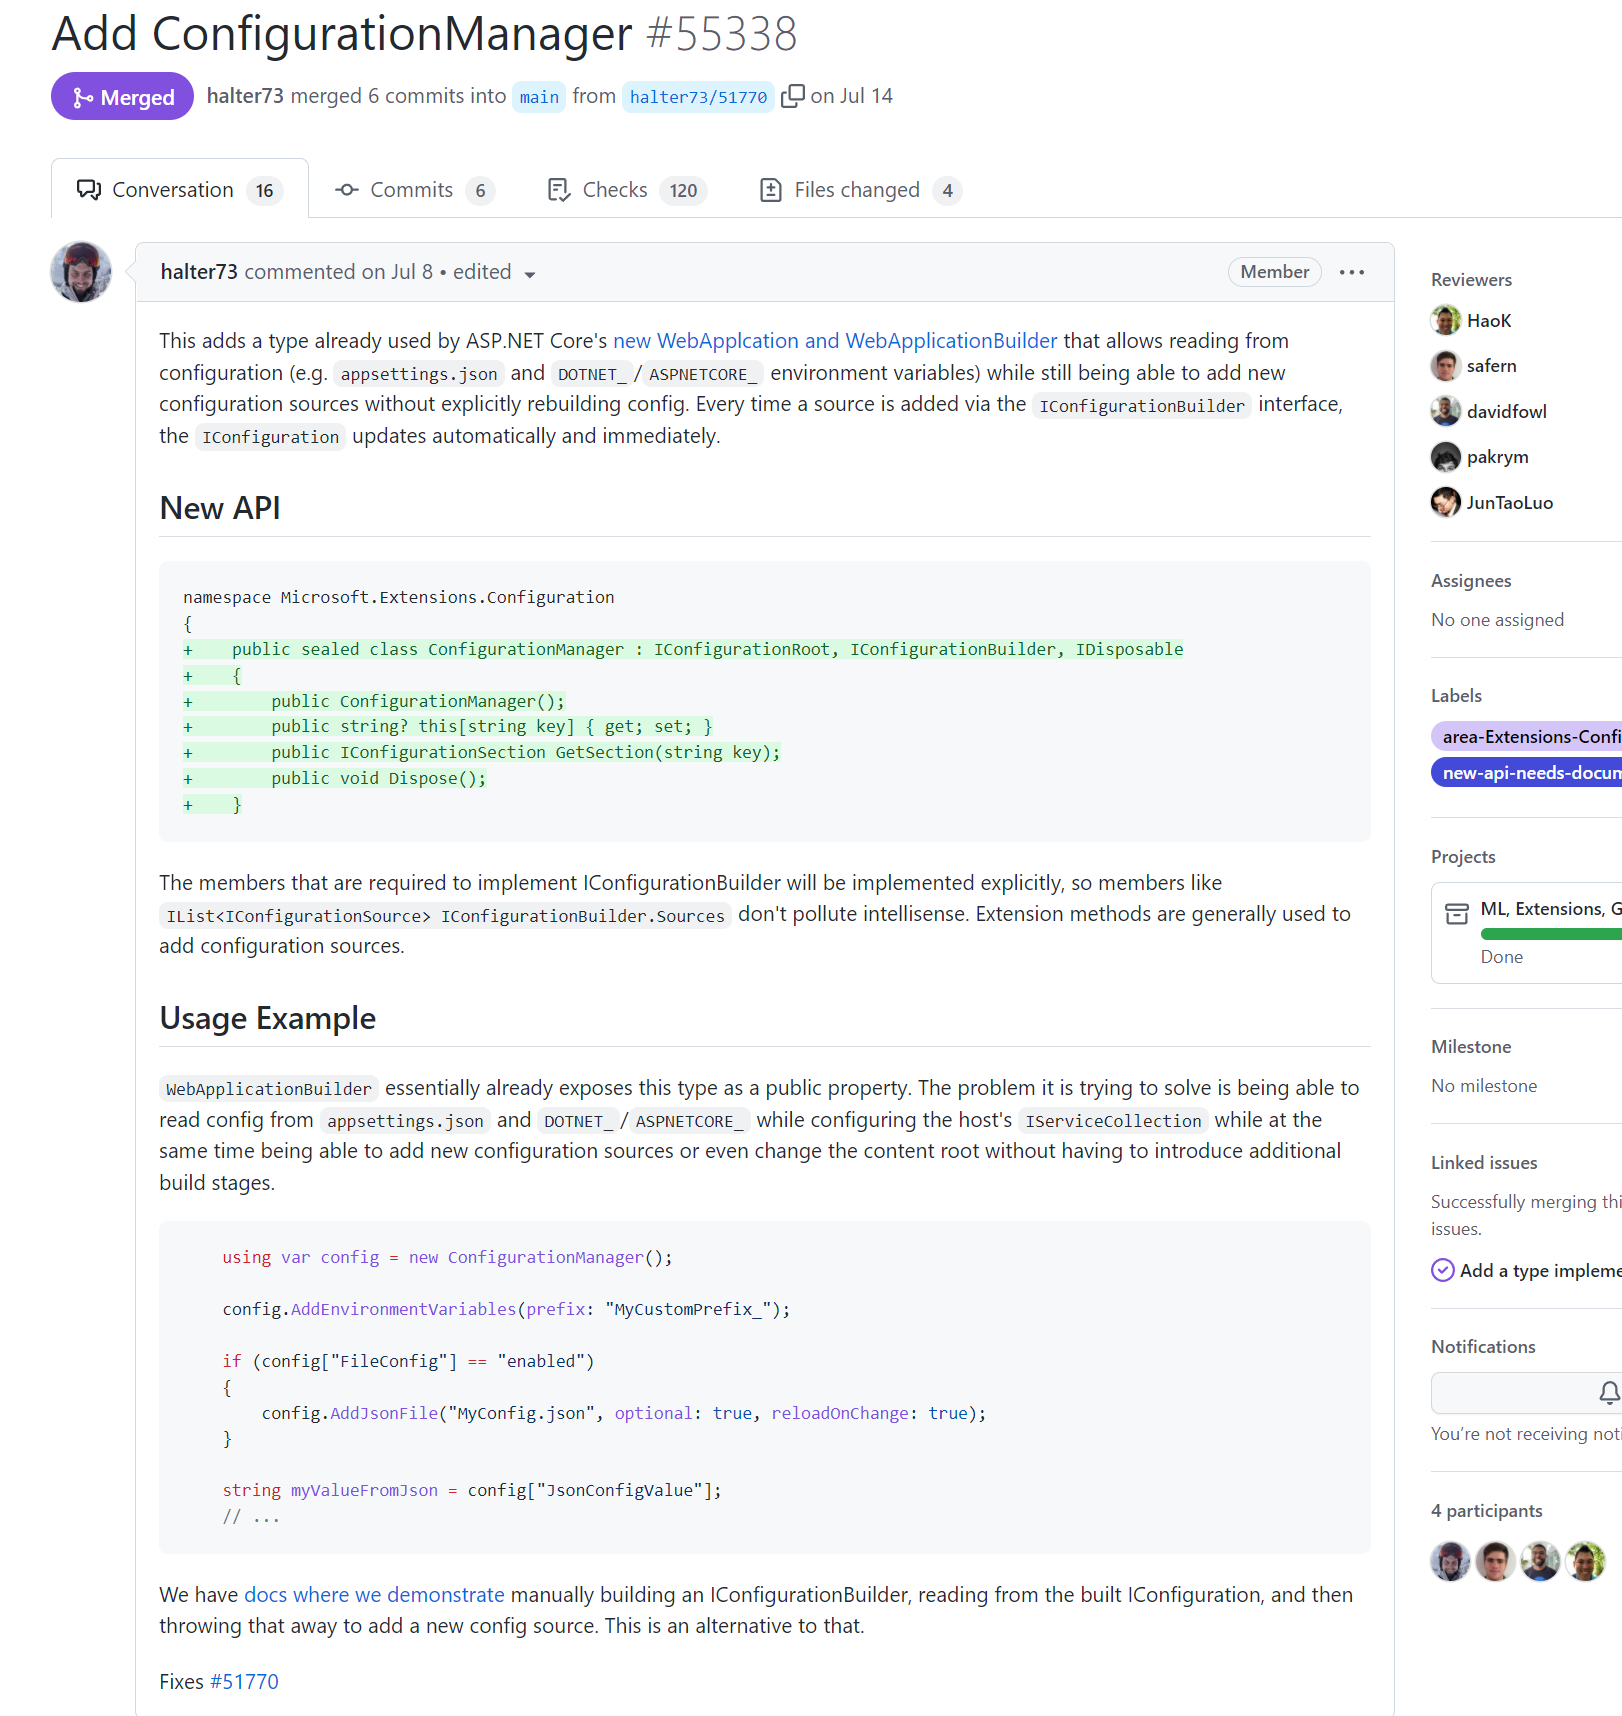 Add ConfigurationManager #55338
Merged halter73 merged 6 commits into main from halter73/51770 on Jul 14
Conversation 16 Commits 6 Checks 120 Files changed 4
halter73 commented on Jul 8 • edited Member
This adds a type already used by ASP.NET Core's new WebApplcation and WebApplicationBuilder that allows reading from
configuration (e.g. appsettings.json and DOTNET_/ASPNETCORE_ environment variables) while still being able to add new
configuration sources without explicitly rebuilding config. Every time a source is added via the IConfigurationBuilder interface,
the IConfiguration updates automatically and immediately.
New API
namespace Microsoft.Extensions.Configuration
{
+    public sealed class ConfigurationManager : IConfigurationRoot, IConfigurationBuilder, IDisposable
+    {
+        public ConfigurationManager();
+        public string? this[string key] { get; set; }
+        public IConfigurationSection GetSection(string key);
+        public void Dispose();
+    }
The members that are required to implement IConfigurationBuilder will be implemented explicitly, so members like
IList<IConfigurationSource> IConfigurationBuilder.Sources don't pollute intellisense. Extension methods are generally used to
add configuration sources.
Usage Example
WebApplicationBuilder essentially already exposes this type as a public property. The problem it is trying to solve is being able to
read config from appsettings.json and DOTNET_/ASPNETCORE_ while configuring the host's IServiceCollection while at the
same time being able to add new configuration sources or even change the content root without having to introduce additional
build stages.
using var config = new ConfigurationManager();
config.AddEnvironmentVariables(prefix: "MyCustomPrefix_");
if (config["FileConfig"] == "enabled")
{
    config.AddJsonFile("MyConfig.json", optional: true, reloadOnChange: true);
}
string myValueFromJson = config["JsonConfigValue"];
// ...
We have docs where we demonstrate manually building an IConfigurationBuilder, reading from the built IConfiguration, and then
throwing that away to add a new config source. This is an alternative to that.
Fixes #51770
Reviewers
HaoK
safern
davidfowl
pakrym
JunTaoLuo
Assignees
No one assigned
Labels
area-Extensions-Confi
new-api-needs-docum
Projects
ML, Extensions, G
Done
Milestone
No milestone
Linked issues
Successfully merging thi
issues.
Add a type impleme
Notifications
You're not receiving noti
4 participants